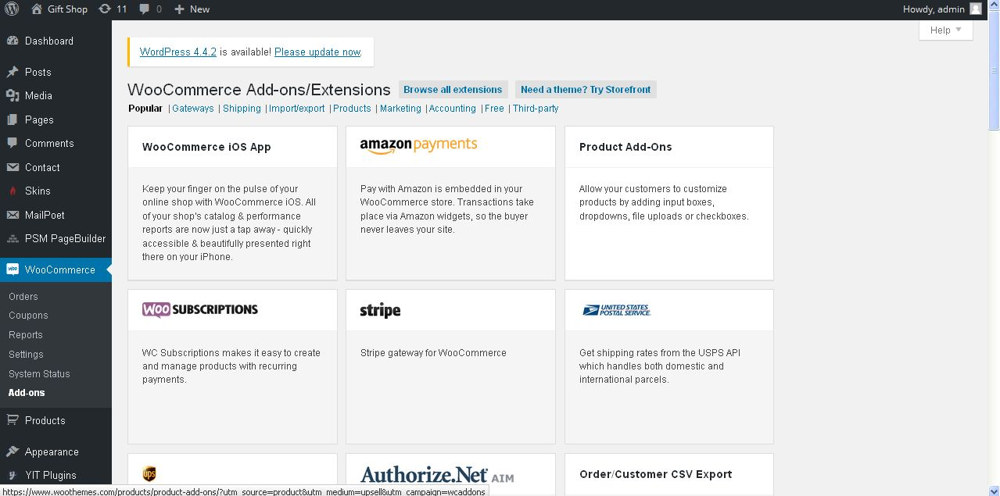 Gift Shop 11 0 + New Howdy, admin
Help
Dashboard
Posts
Media
Pages
Comments
Contact
Skins
MailPoet
PSM PageBuilder
WooCommerce
Orders
Coupons
Reports
Settings
System Status
Add-ons
Products
Appearance
YIT Plugins
WordPress 4.4.2 is available! Please update now.
WooCommerce Add-ons/Extensions Browse all extensions Need a theme? Try Storefront
Popular | Gateways | Shipping | Import/export | Products | Marketing | Accounting | Free | Third-party
WooCommerce iOS App
Keep your finger on the pulse of your
online shop with WooCommerce iOS. All
of your shop's catalog & performance
reports are now just a tap away - quickly
accessible & beautifully presented right
there on your iPhone.
amazon payments
Pay with Amazon is embedded in your
WooCommerce store. Transactions take
place via Amazon widgets, so the buyer
never leaves your site.
Product Add-Ons
Allow your customers to customize
products by adding input boxes,
dropdowns, file uploads or checkboxes.
WOO SUBSCRIPTIONS
WC Subscriptions makes it easy to create
and manage products with recurring
payments.
stripe
Stripe gateway for WooCommerce
UNITED STATES
POSTAL SERVICE.
Get shipping rates from the USPS API
which handles both domestic and
international parcels.
ups
Authorize.Net AIM
Order/Customer CSV Export
https://www.woothemes.com/products/product-add-ons/?utm_source=product&utm_medium=upsell&utm_campaign=wcaddons